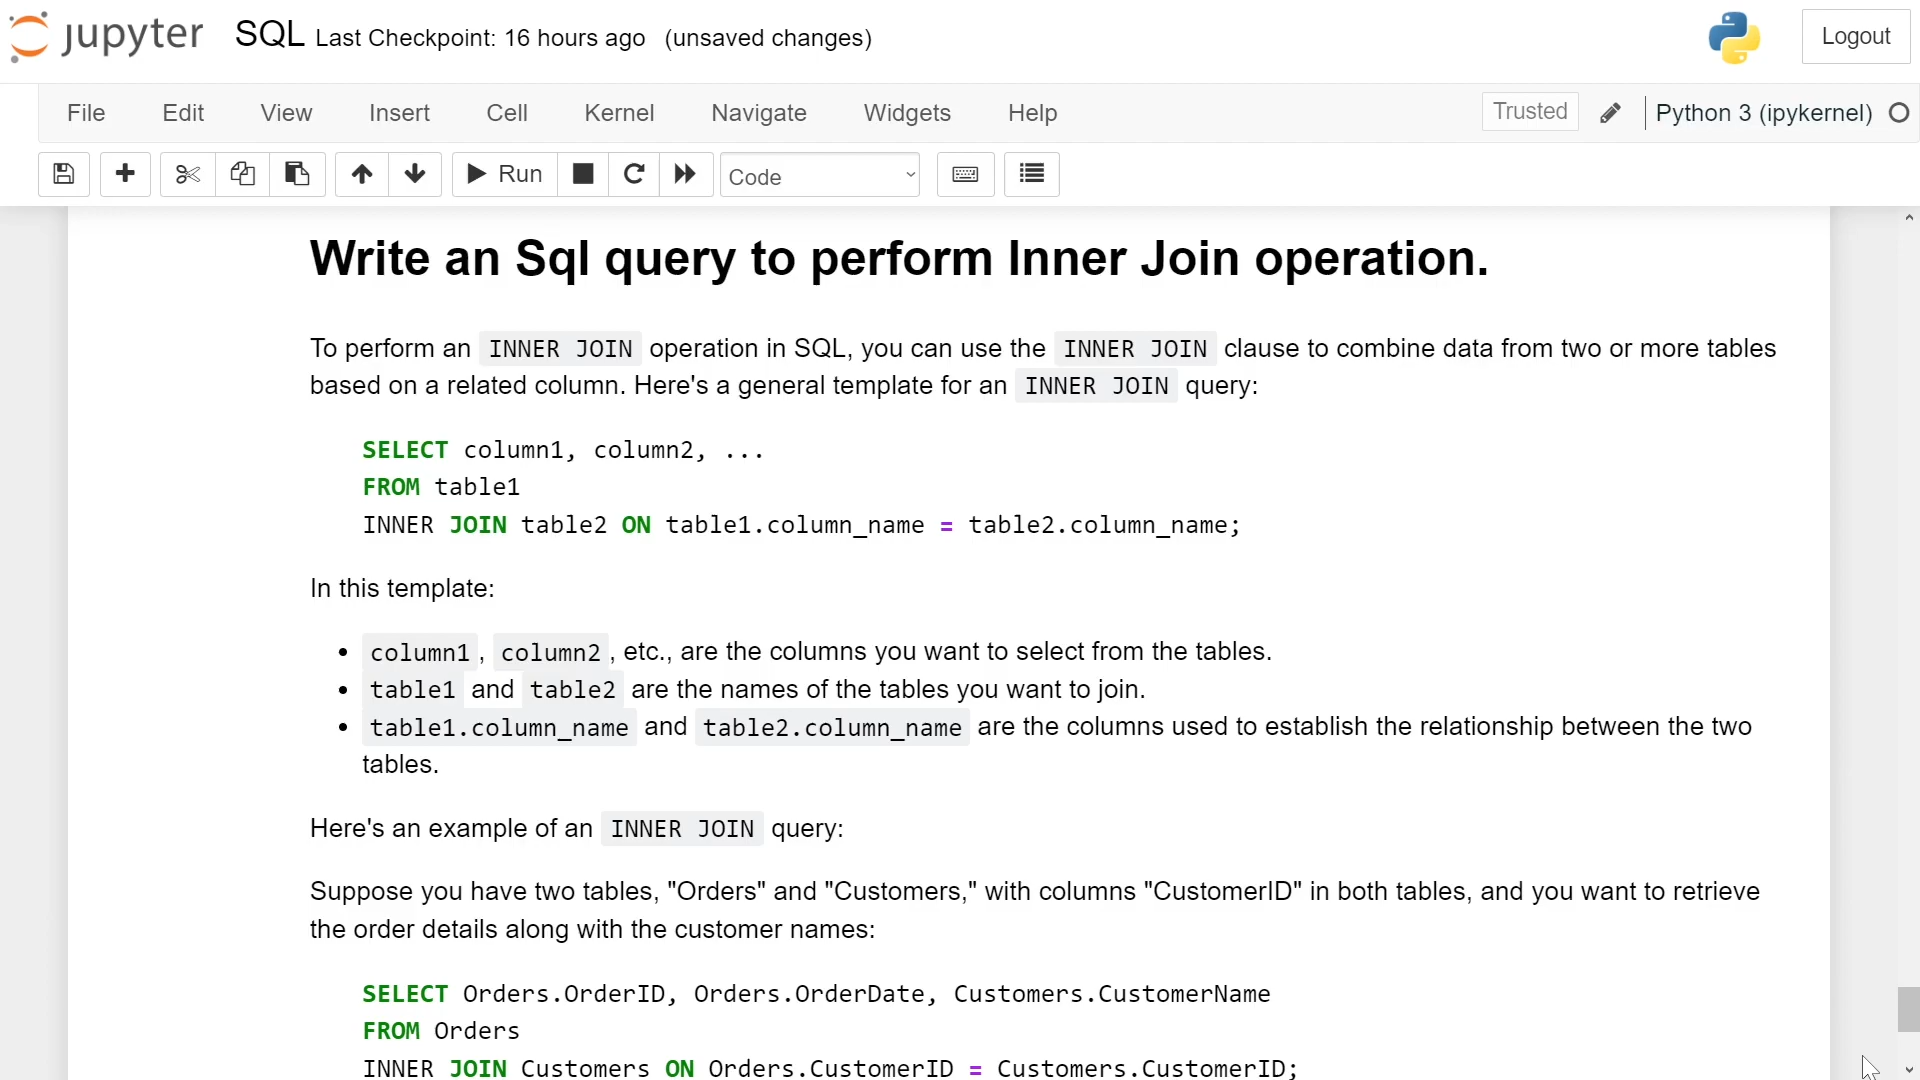 jupyter SQL Last Checkpoint: 16 hours ago (unsaved changes) Logout
File Edit View Insert Cell Kernel Navigate Widgets Help Trusted Python 3 (ipykernel)
Run Code
Write an Sql query to perform Inner Join operation.
To perform an INNER JOIN operation in SQL, you can use the INNER JOIN clause to combine data from two or more tables
based on a related column. Here's a general template for an INNER JOIN query:
SELECT column1, column2, ...
FROM table1
INNER JOIN table2 ON table1.column_name = table2.column_name;
In this template:
• column1, column2, etc., are the columns you want to select from the tables.
• table1 and table2 are the names of the tables you want to join.
• table1.column_name and table2.column_name are the columns used to establish the relationship between the two
tables.
Here's an example of an INNER JOIN query:
Suppose you have two tables, "Orders" and "Customers," with columns "CustomerID" in both tables, and you want to retrieve
the order details along with the customer names:
SELECT Orders.OrderID, Orders.OrderDate, Customers.CustomerName
FROM Orders
INNER JOIN Customers ON Orders.CustomerID = Customers.CustomerID;